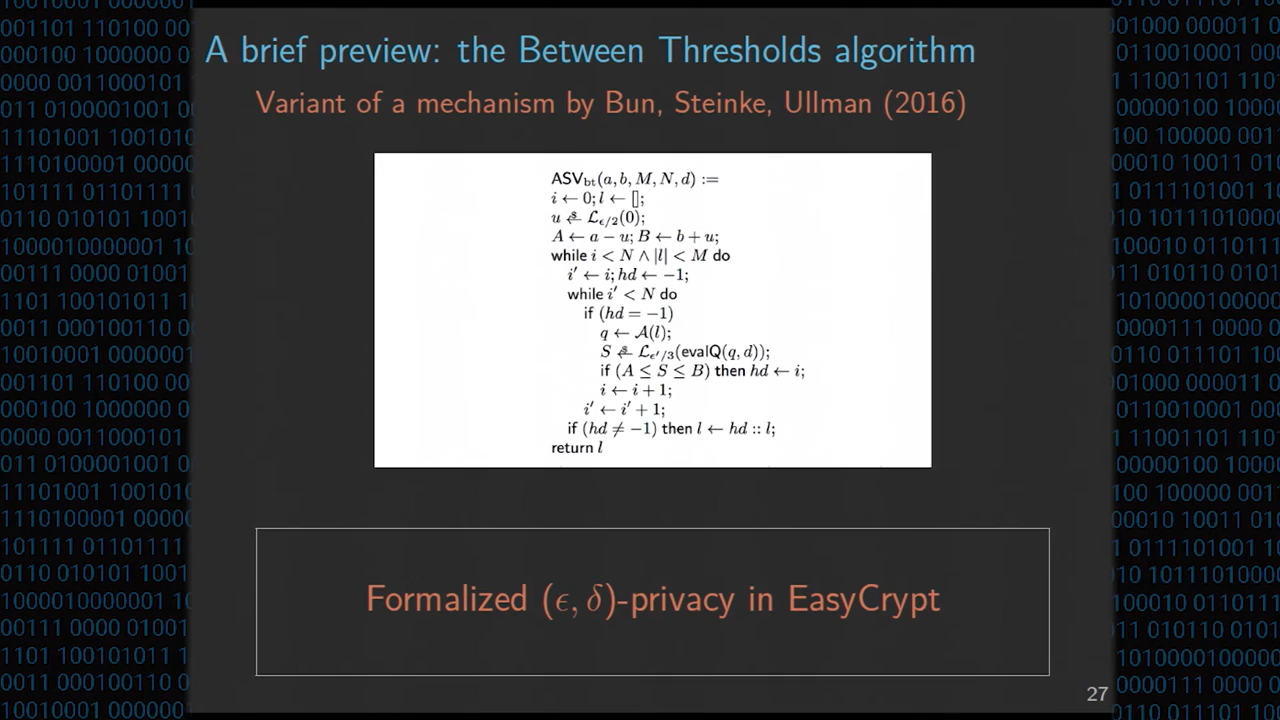 A brief preview: the Between Thresholds algorithm
Variant of a mechanism by Bun, Steinke, Ullman (2016)
ASV_bt(a, b, M, N, d) :=
i ← 0; l ← [];
u ←$ ℒ_{ϵ/2}(0);
A ← a − u; B ← b + u;
while i < N ∧ |l| < M do
i′ ← i; hd ← −1;
while i′ < N do
if (hd = −1)
q ← 𝒜(l);
S ←$ ℒ_{ϵ′/3}(evalQ(q, d));
if (A ≤ S ≤ B) then hd ← i;
i ← i + 1;
i′ ← i′ + 1;
if (hd ≠ −1) then l ← hd :: l;
return l
Formalized (ϵ, δ)-privacy in EasyCrypt
27